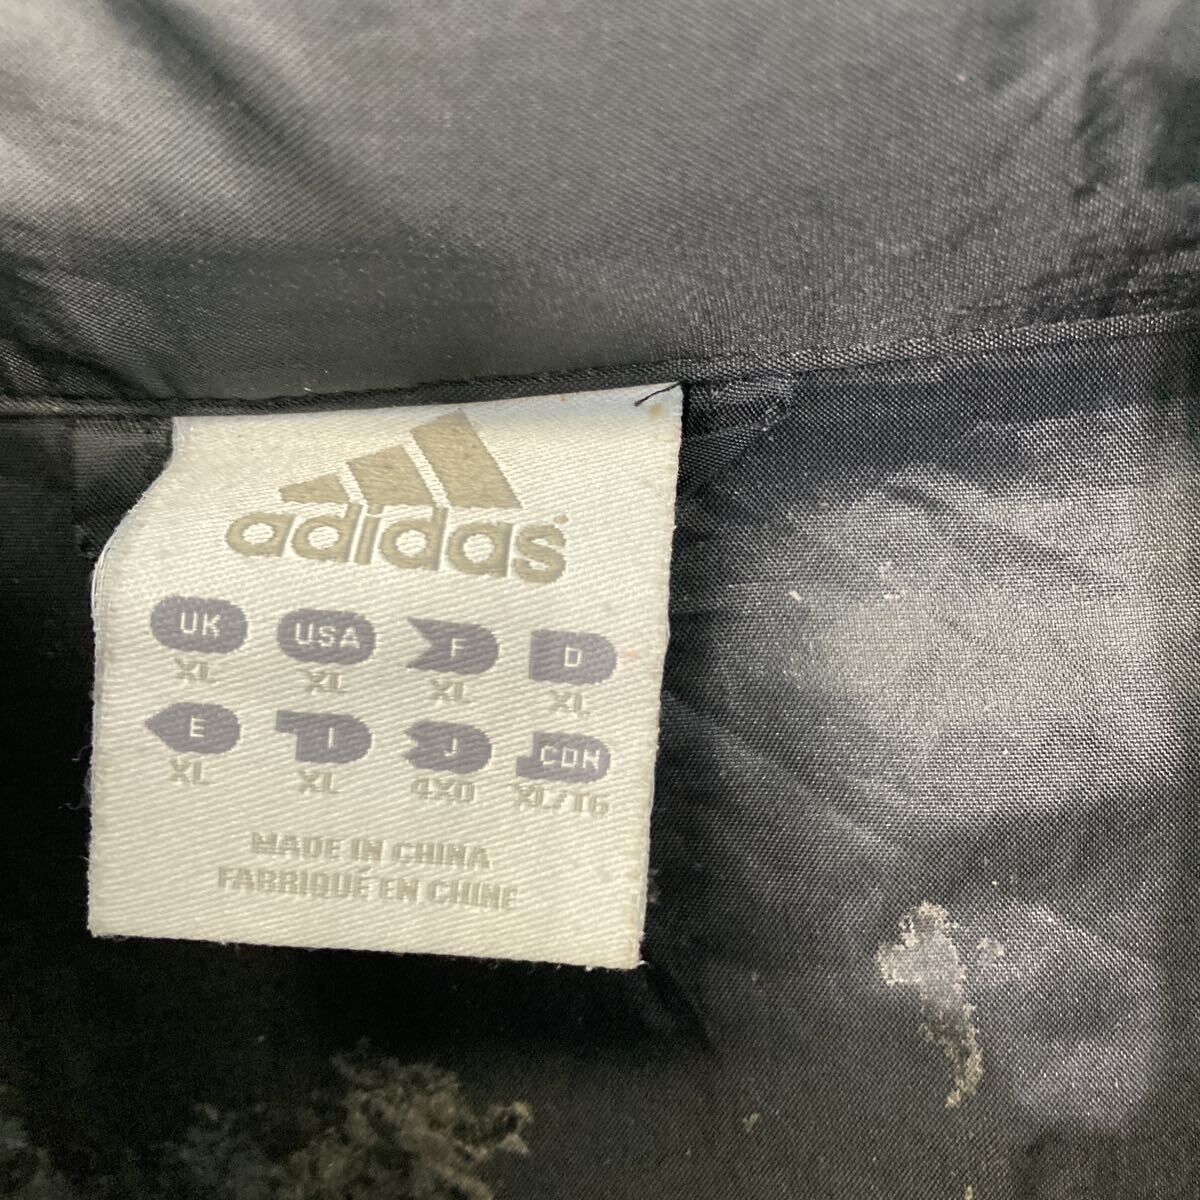 adidas
UK USA F D
XL XL XL XL
E I J CDN
XL XL 4XO XL/TG
MADE IN CHINA
FABRIQUÉ EN CHINE